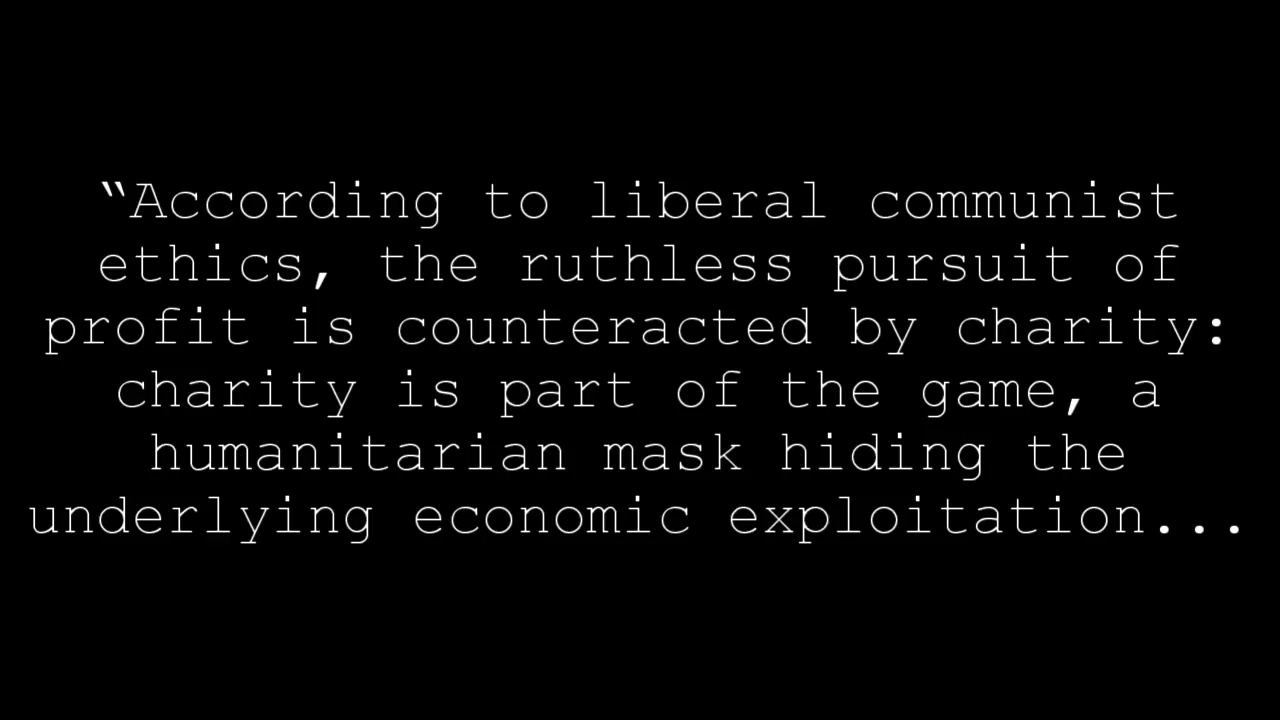 “According to liberal communist
ethics, the ruthless pursuit of
profit is counteracted by charity:
charity is part of the game, a
humanitarian mask hiding the
underlying economic exploitation...